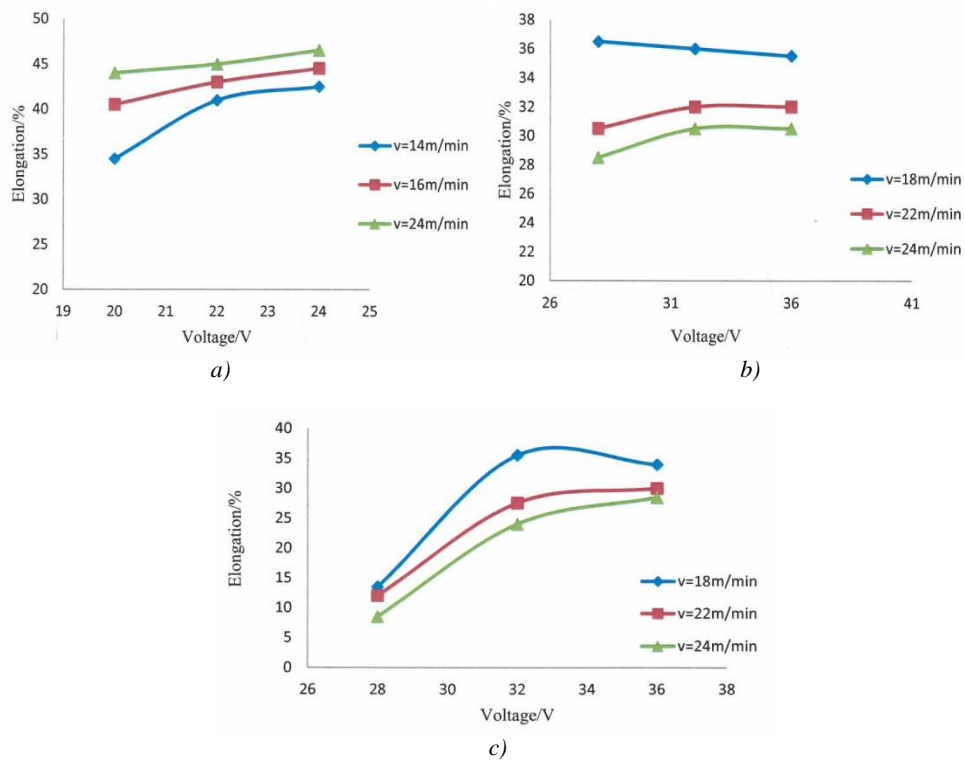 50
45
40
35
30
25
20
Elongation/%
19 20 21 22 23 24 25
Voltage/V
v=14m/min
v=16m/min
v=24m/min
a)
38
36
34
32
30
28
26
24
22
20
Elongation/%
26 31 36 41
Voltage/V
v=18m/min
v=22m/min
v=24m/min
b)
40
35
30
25
20
15
10
5
0
Elongation/%
26 28 30 32 34 36 38
Voltage/V
v=18m/min
v=22m/min
v=24m/min
c)